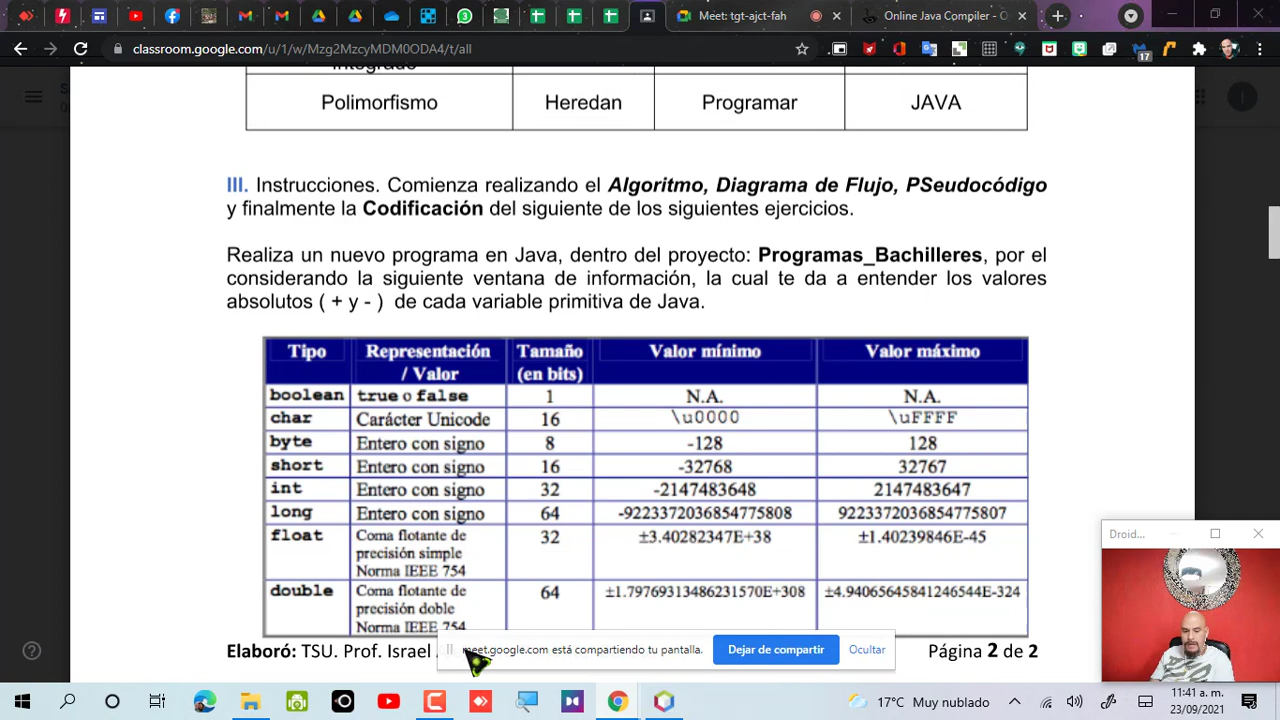 Meet: tgt-ajct-fah
Online Java Compiler - O
classroom.google.com/u/1/w/Mzg2MzcyMDM0ODA4/t/all
17
Integrado
Polimorfismo Heredan Programar JAVA
III. Instrucciones. Comienza realizando el Algoritmo, Diagrama de Flujo, PSeudocódigo
y finalmente la Codificación del siguiente de los siguientes ejercicios.
Realiza un nuevo programa en Java, dentro del proyecto: Programas_Bachilleres, por el
considerando la siguiente ventana de información, la cual te da a entender los valores
absolutos ( + y - ) de cada variable primitiva de Java.
Tipo Representación / Valor Tamaño (en bits) Valor mínimo Valor máximo
boolean true o false 1 N.A. N.A.
char Carácter Unicode 16 \u0000 \uFFFF
byte Entero con signo 8 -128 128
short Entero con signo 16 -32768 32767
int Entero con signo 32 -2147483648 2147483647
long Entero con signo 64 -9223372036854775808 9223372036854775807
float Coma flotante de 32 ±3.40282347E+38 ±1.40239846E-45
precisión simple
Norma IEEE 754
double Coma flotante de 64 ±1.79769313486231570E+308 ±4.94065645841246544E-324
precisión doble
Norma IEEE 754
Elaboró: TSU. Prof. Israel
meet.google.com está compartiendo tu pantalla. Dejar de compartir Ocultar
Página 2 de 2
Droid...
17°C Muy nublado
11:41 a. m.
23/09/2021